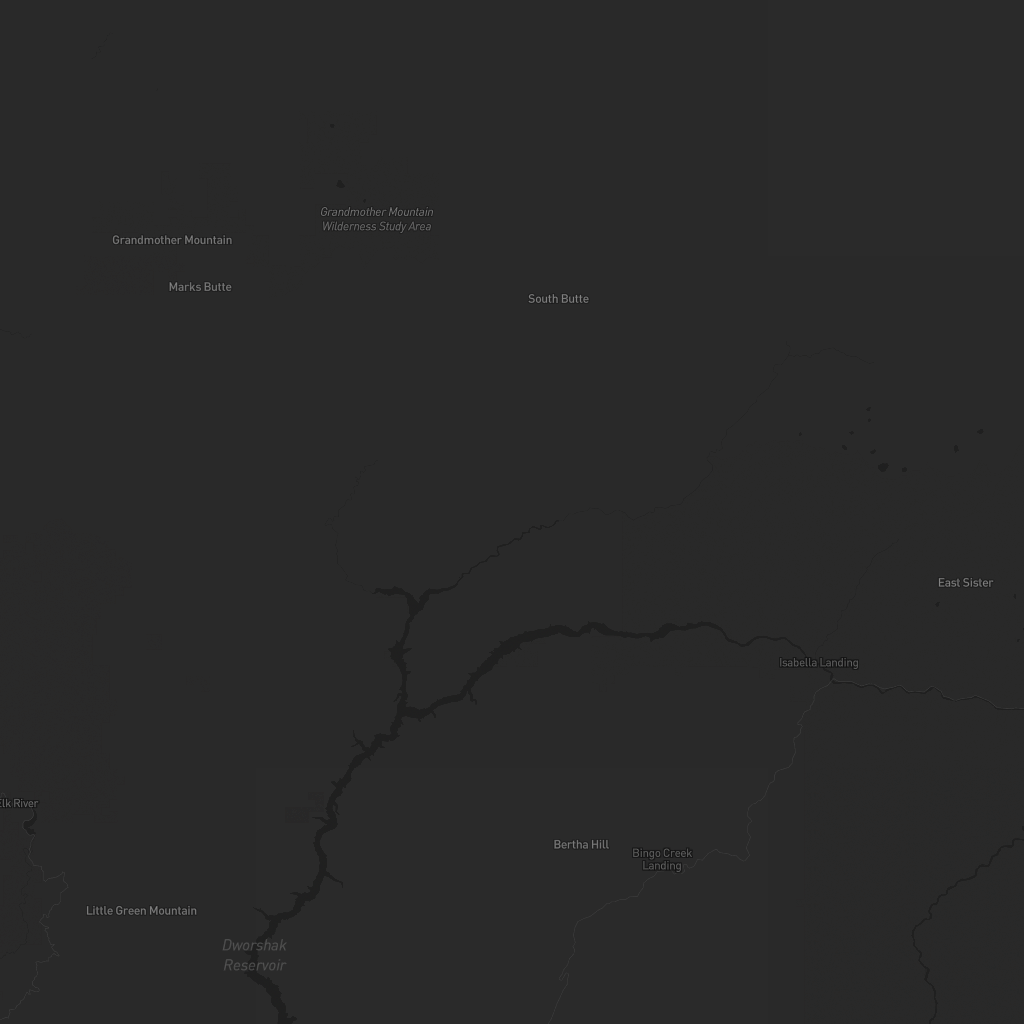 Grandmother Mountain
Wilderness Study Area
Grandmother Mountain
Marks Butte
South Butte
East Sister
Isabella Landing
Elk River
Bertha Hill
Bingo Creek
Landing
Little Green Mountain
Dworshak
Reservoir